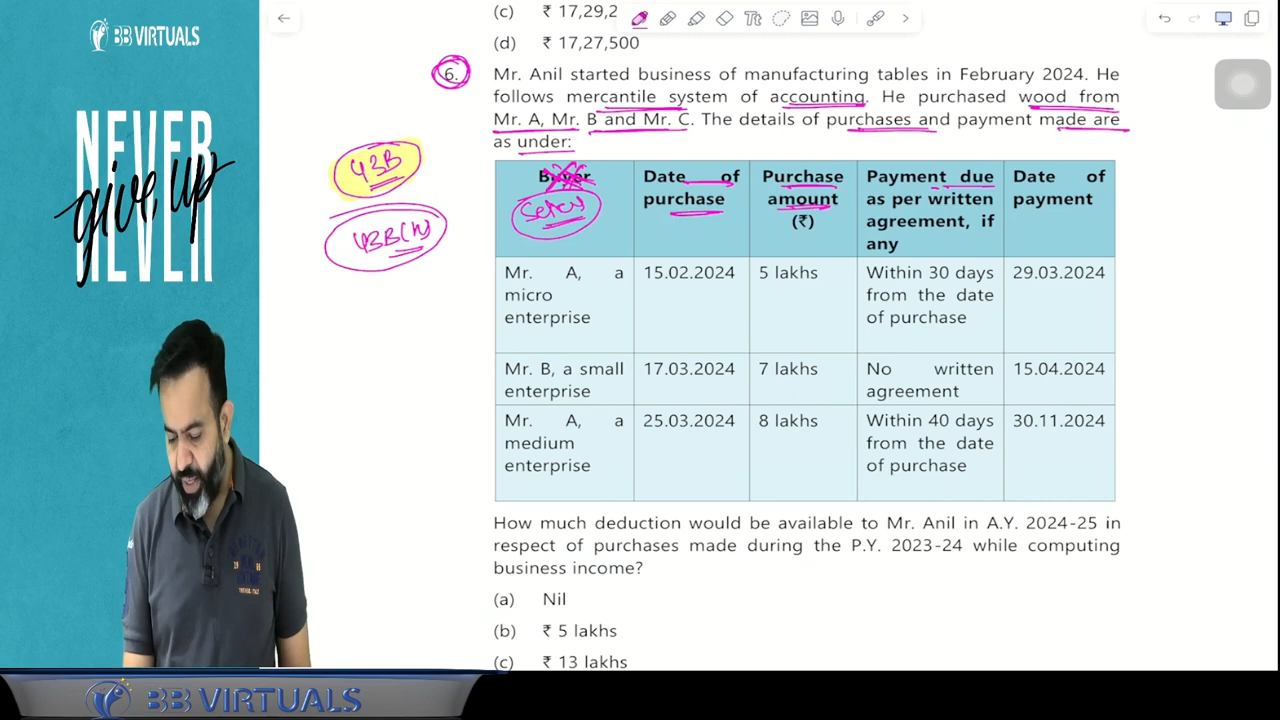 BB VIRTUALS
NEVER
give up
NEVER
(c) ₹ 17,29,2
(d) ₹ 17,27,500
6. Mr. Anil started business of manufacturing tables in February 2024. He
follows mercantile system of accounting. He purchased wood from
Mr. A, Mr. B and Mr. C. The details of purchases and payment made are
as under:
43B
43B(h)
Buyer
Seller
Date of
purchase
Purchase
amount
(₹)
Payment due
as per written
agreement, if
any
Date of
payment
Mr. A, a
micro
enterprise
15.02.2024
5 lakhs
Within 30 days
from the date
of purchase
29.03.2024
Mr. B, a small
enterprise
17.03.2024
7 lakhs
No written
agreement
15.04.2024
Mr. A, a
medium
enterprise
25.03.2024
8 lakhs
Within 40 days
from the date
of purchase
30.11.2024
How much deduction would be available to Mr. Anil in A.Y. 2024-25 in
respect of purchases made during the P.Y. 2023-24 while computing
business income?
(a) Nil
(b) ₹ 5 lakhs
(c) ₹ 13 lakhs
BB VIRTUALS